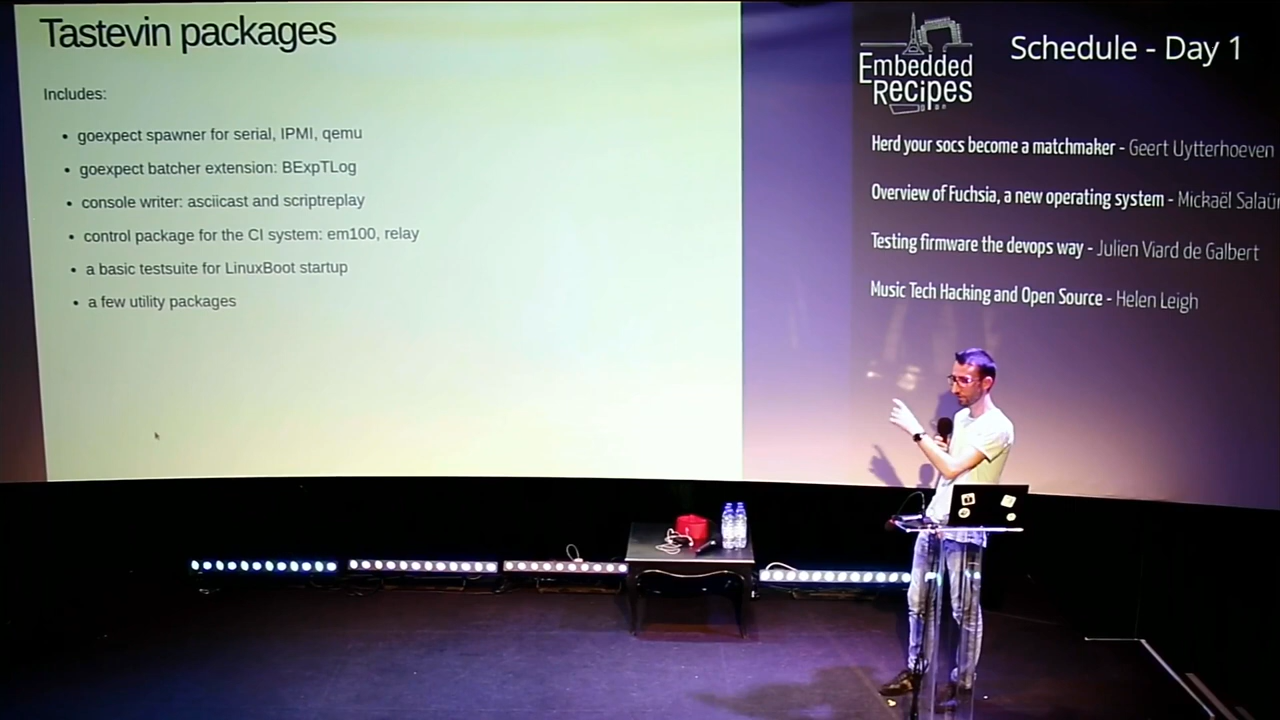 Tastevin packages
Includes:
• goexpect spawner for serial, IPMI, qemu
• goexpect batcher extension: BExpTLog
• console writer: asciicast and scriptreplay
• control package for the CI system: em100, relay
• a basic testsuite for LinuxBoot startup
• a few utility packages
Embedded
Recipes
Schedule - Day 1
Herd your socs become a matchmaker - Geert Uytterhoeven
Overview of Fuchsia, a new operating system - Mickaël
Testing firmware the devops way - Julien Viard de Galbert
Music Tech Hacking and Open Source - Helen Leigh